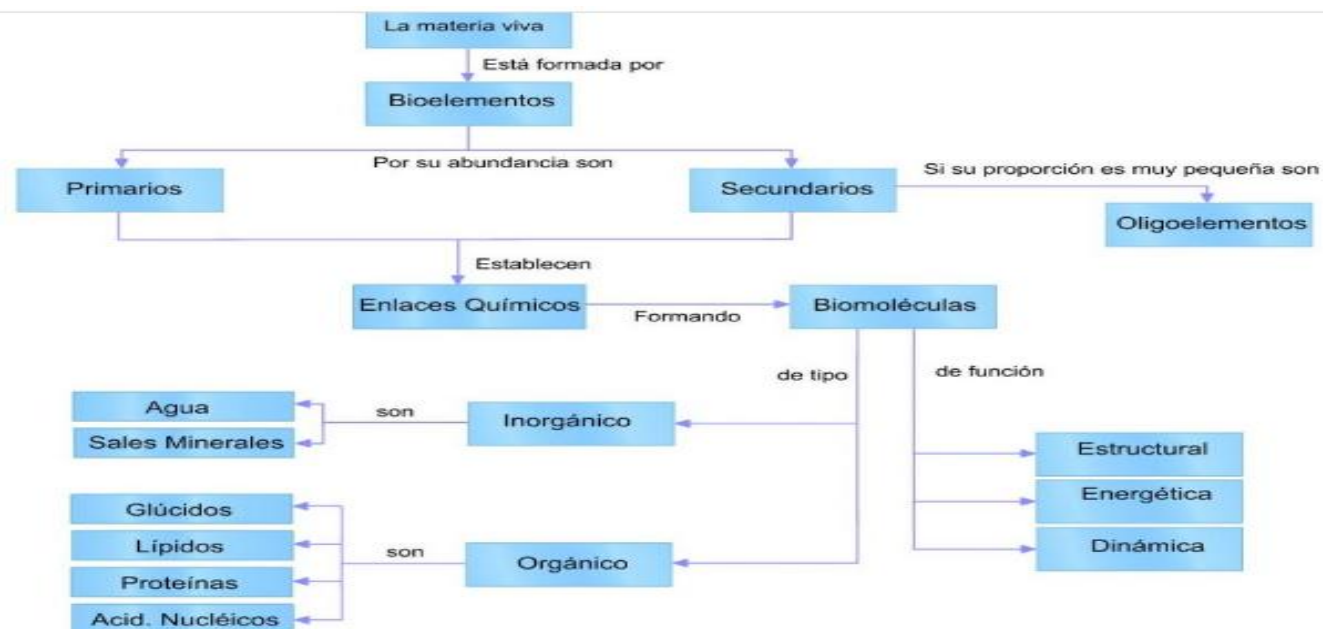 La materia viva
Está formada por
Bioelementos
Por su abundancia son
Primarios
Secundarios
Si su proporción es muy pequeña son
Oligoelementos
Establecen
Enlaces Químicos
Formando
Biomoléculas
de tipo
de función
Inorgánico
son
Agua
Sales Minerales
Orgánico
son
Glúcidos
Lípidos
Proteínas
Acid. Nucléicos
Estructural
Energética
Dinámica